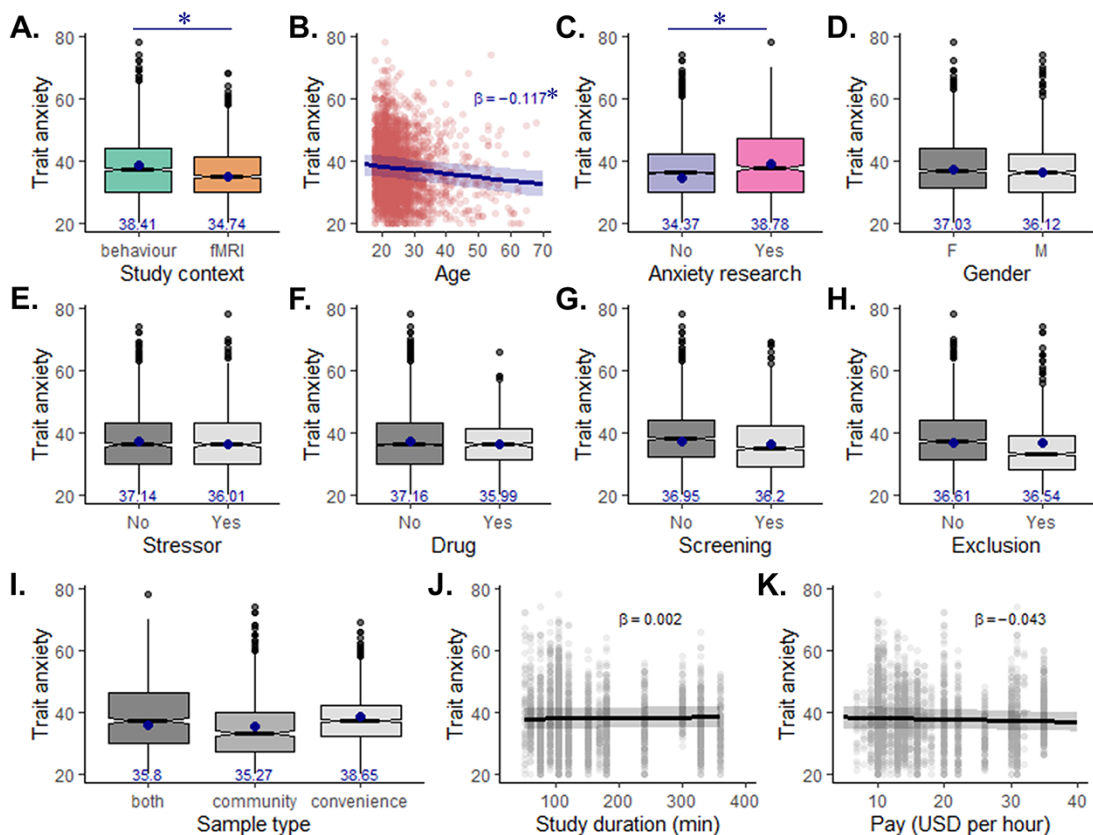 A.
*
Trait anxiety
80
60
40
20
38.41
34.74
behaviour
fMRI
Study context
B.
Trait anxiety
80
60
40
20
β = −0.117*
20 30 40 50 60 70
Age
C.
*
Trait anxiety
80
60
40
20
34.37
38.78
No
Yes
Anxiety research
D.
Trait anxiety
80
60
40
20
37.03
36.12
F
M
Gender
E.
Trait anxiety
80
60
40
20
37.14
36.01
No
Yes
Stressor
F.
Trait anxiety
80
60
40
20
37.16
35.99
No
Yes
Drug
G.
Trait anxiety
80
60
40
20
36.95
36.2
No
Yes
Screening
H.
Trait anxiety
80
60
40
20
36.61
36.54
No
Yes
Exclusion
I.
Trait anxiety
80
60
40
20
35.8
35.27
38.65
both
community
convenience
Sample type
J.
Trait anxiety
80
60
40
20
β = 0.002
100 200 300 400
Study duration (min)
K.
Trait anxiety
80
60
40
20
β = −0.043
10 20 30 40
Pay (USD per hour)